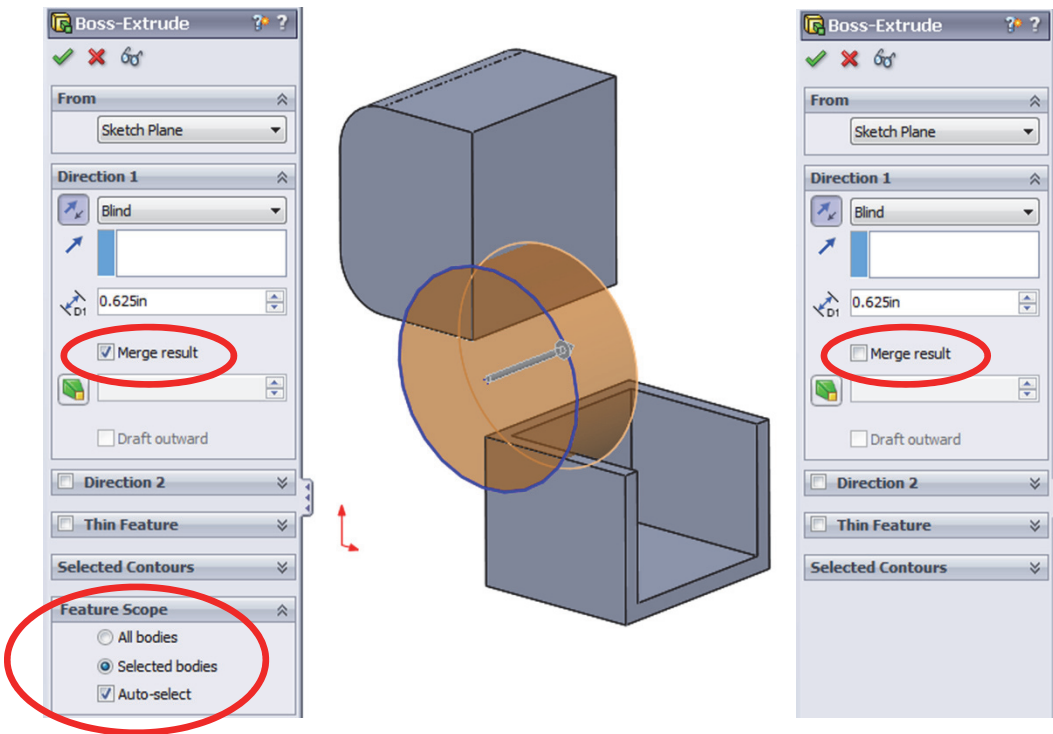 Boss-Extrude ? ?
From
Sketch Plane
Direction 1
Blind
D1 0.625in
Merge result
Draft outward
Direction 2
Thin Feature
Selected Contours
Feature Scope
All bodies
Selected bodies
Auto-select
Boss-Extrude ? ?
From
Sketch Plane
Direction 1
Blind
D1 0.625in
Merge result
Draft outward
Direction 2
Thin Feature
Selected Contours